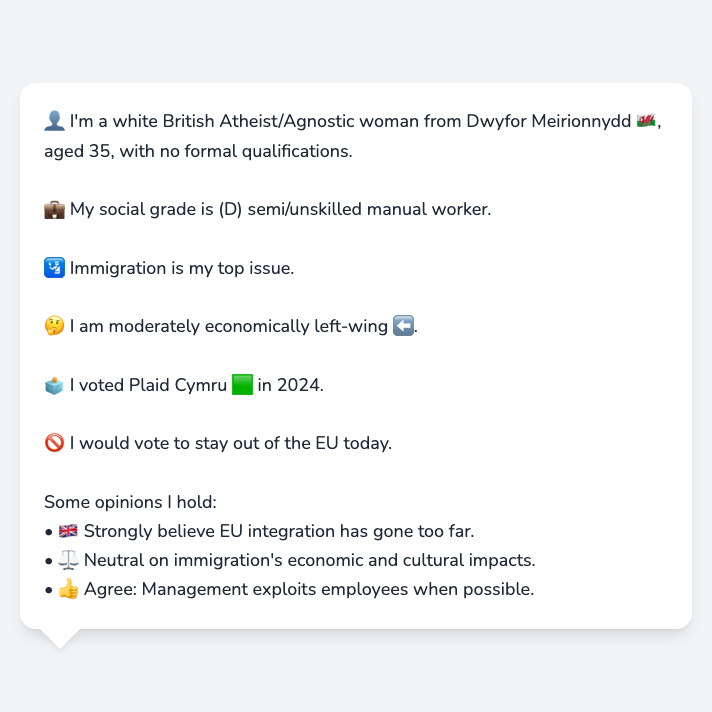 👤 I'm a white British Atheist/Agnostic woman from Dwyfor Meirionnydd 🏴󠁧󠁢󠁷󠁬󠁳󠁿,
aged 35, with no formal qualifications.
💼 My social grade is (D) semi/unskilled manual worker.
🛂 Immigration is my top issue.
🤔 I am moderately economically left-wing ⬅️.
🗳️ I voted Plaid Cymru 🟩 in 2024.
🚫 I would vote to stay out of the EU today.
Some opinions I hold:
• 🇬🇧 Strongly believe EU integration has gone too far.
• ⚖️ Neutral on immigration's economic and cultural impacts.
• 👍 Agree: Management exploits employees when possible.